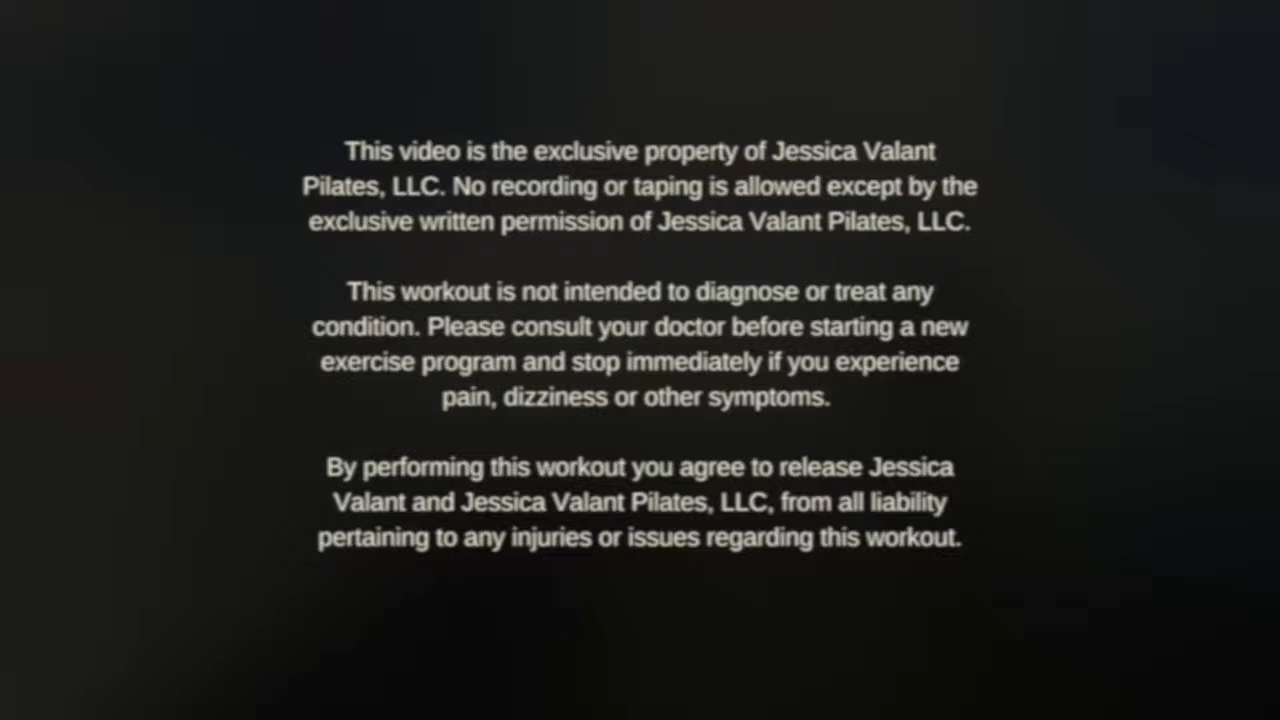 This video is the exclusive property of Jessica Valant
Pilates, LLC. No recording or taping is allowed except by the
exclusive written permission of Jessica Valant Pilates, LLC.
This workout is not intended to diagnose or treat any
condition. Please consult your doctor before starting a new
exercise program and stop immediately if you experience
pain, dizziness or other symptoms.
By performing this workout you agree to release Jessica
Valant and Jessica Valant Pilates, LLC, from all liability
pertaining to any injuries or issues regarding this workout.